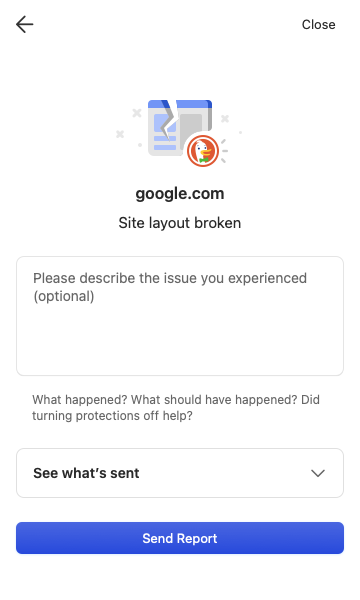 Close
google.com
Site layout broken
Please describe the issue you experienced
(optional)
What happened? What should have happened? Did
turning protections off help?
See what’s sent
Send Report